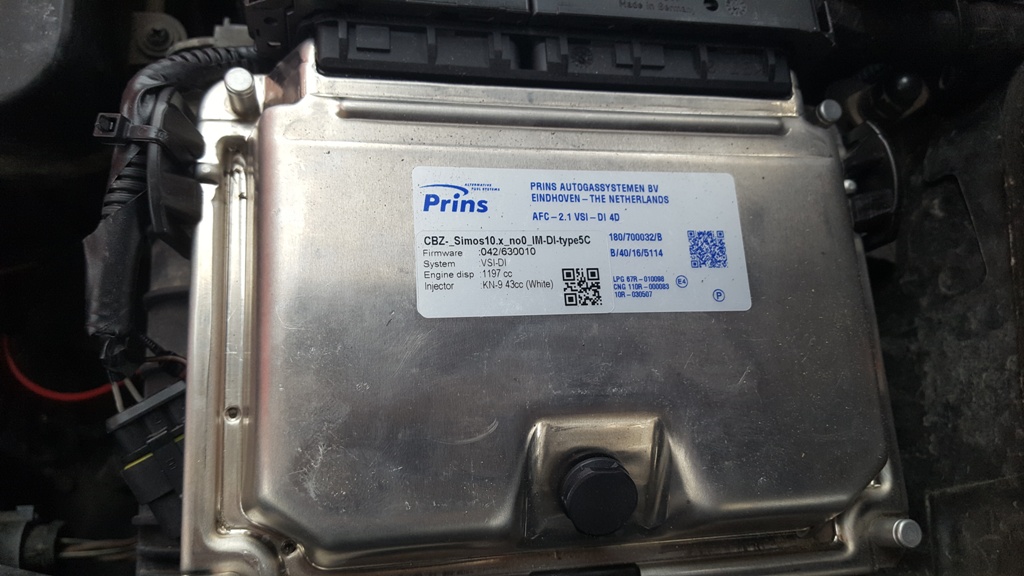 Made in Germany
ALTERNATIVE
FUEL SYSTEMS
Prins
PRINS AUTOGASSYSTEMEN BV
EINDHOVEN - THE NETHERLANDS
AFC - 2.1 VSI - DI 4D
CBZ-_Simos10.x_no0_IM-DI-type5C
Firmware :042/630010
System :VSI-DI
Engine disp :1197 cc
Injector :KN-9 43cc (White)
180/700032/B
B/40/16/5114
LPG 67R-010098
CNG 110R-000083
10R-030507
E4
P